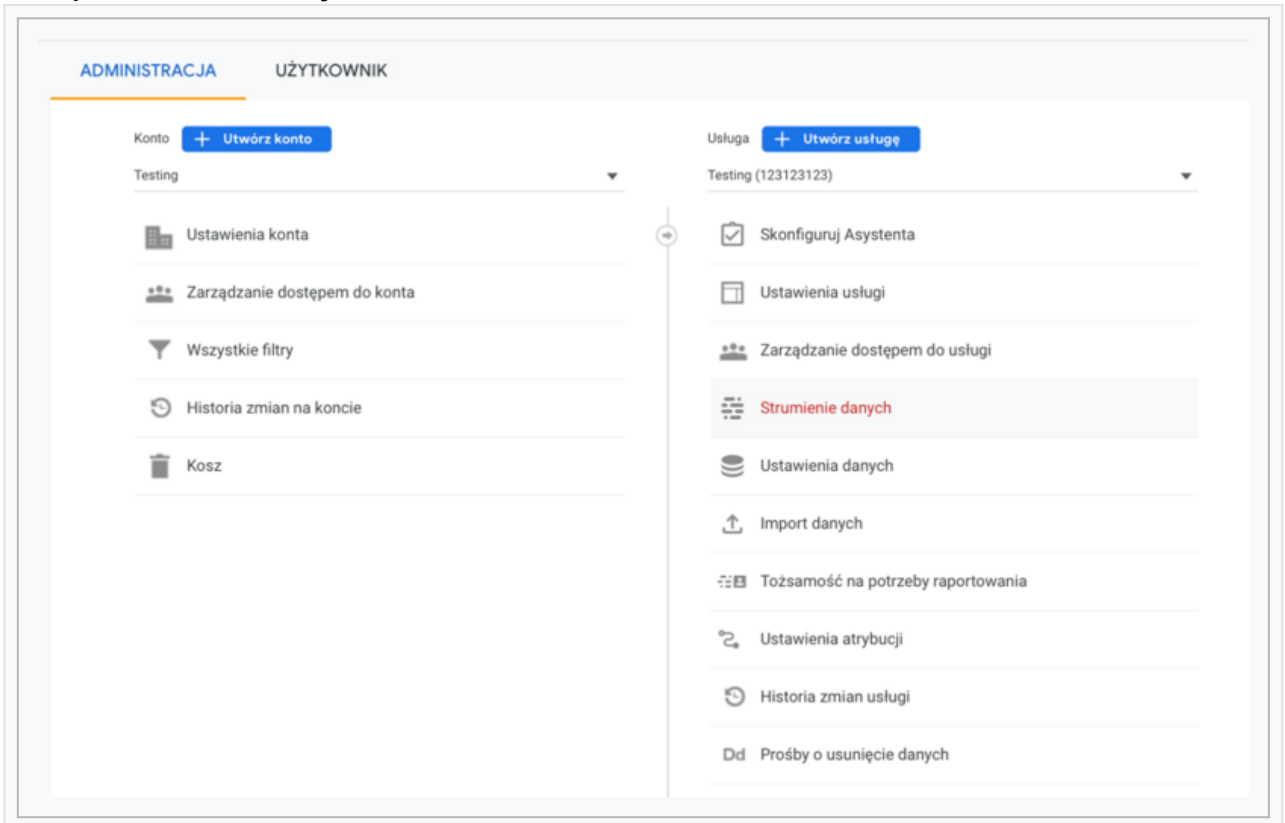 ADMINISTRACJA UŻYTKOWNIK
Konto + Utwórz konto
Testing
Ustawienia konta
Zarządzanie dostępem do konta
Wszystkie filtry
Historia zmian na koncie
Kosz
Usługa + Utwórz usługę
Testing (123123123)
Skonfiguruj Asystenta
Ustawienia usługi
Zarządzanie dostępem do usługi
Strumienie danych
Ustawienia danych
Import danych
Tożsamość na potrzeby raportowania
Ustawienia atrybucji
Historia zmian usługi
Dd Prośby o usunięcie danych